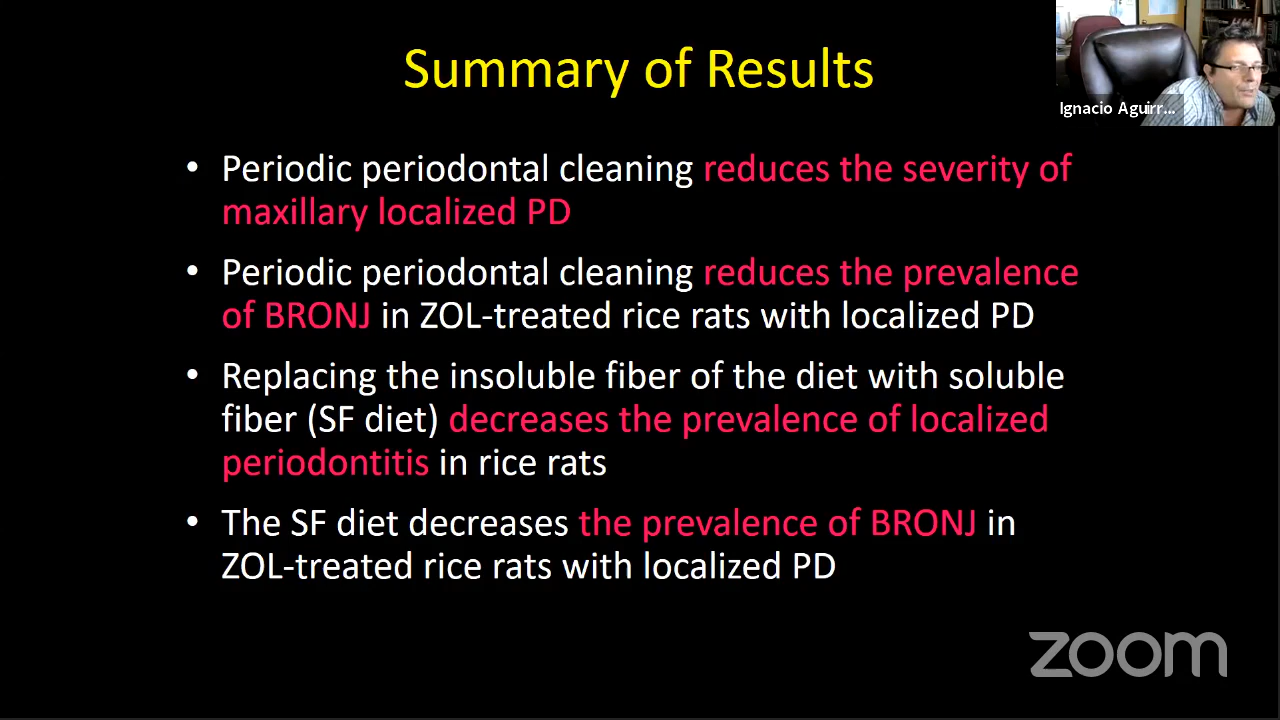 Summary of Results
Ignacio Aguirr...
• Periodic periodontal cleaning reduces the severity of
maxillary localized PD
• Periodic periodontal cleaning reduces the prevalence
of BRONJ in ZOL-treated rice rats with localized PD
• Replacing the insoluble fiber of the diet with soluble
fiber (SF diet) decreases the prevalence of localized
periodontitis in rice rats
• The SF diet decreases the prevalence of BRONJ in
ZOL-treated rice rats with localized PD
zoom